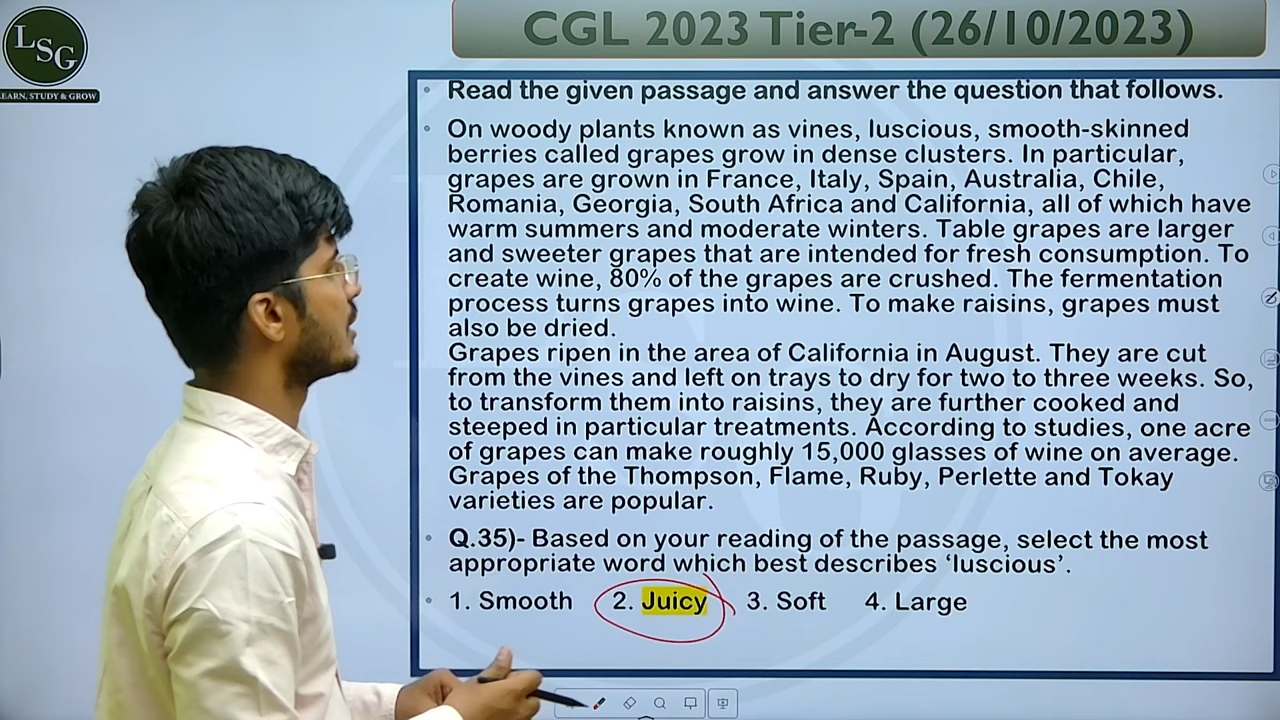 LSG
LEARN, STUDY & GROW
CGL 2023 Tier-2 (26/10/2023)
• Read the given passage and answer the question that follows.
• On woody plants known as vines, luscious, smooth-skinned
berries called grapes grow in dense clusters. In particular,
grapes are grown in France, Italy, Spain, Australia, Chile,
Romania, Georgia, South Africa and California, all of which have
warm summers and moderate winters. Table grapes are larger
and sweeter grapes that are intended for fresh consumption. To
create wine, 80% of the grapes are crushed. The fermentation
process turns grapes into wine. To make raisins, grapes must
also be dried.
Grapes ripen in the area of California in August. They are cut
from the vines and left on trays to dry for two to three weeks. So,
to transform them into raisins, they are further cooked and
steeped in particular treatments. According to studies, one acre
of grapes can make roughly 15,000 glasses of wine on average.
Grapes of the Thompson, Flame, Ruby, Perlette and Tokay
varieties are popular.
• Q.35)- Based on your reading of the passage, select the most
appropriate word which best describes ‘luscious’.
• 1. Smooth 2. Juicy 3. Soft 4. Large